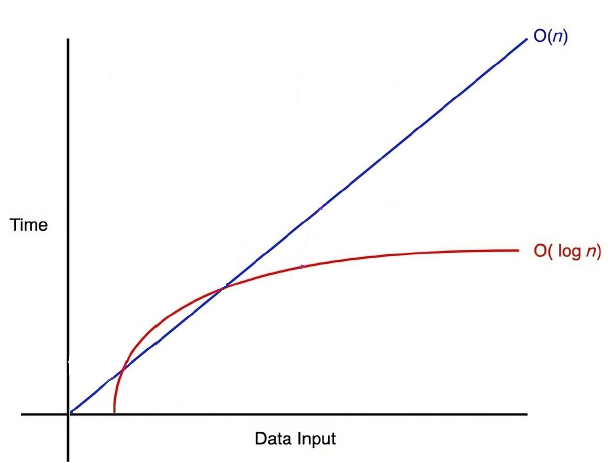 O(n)
Time
O( log n)
Data Input